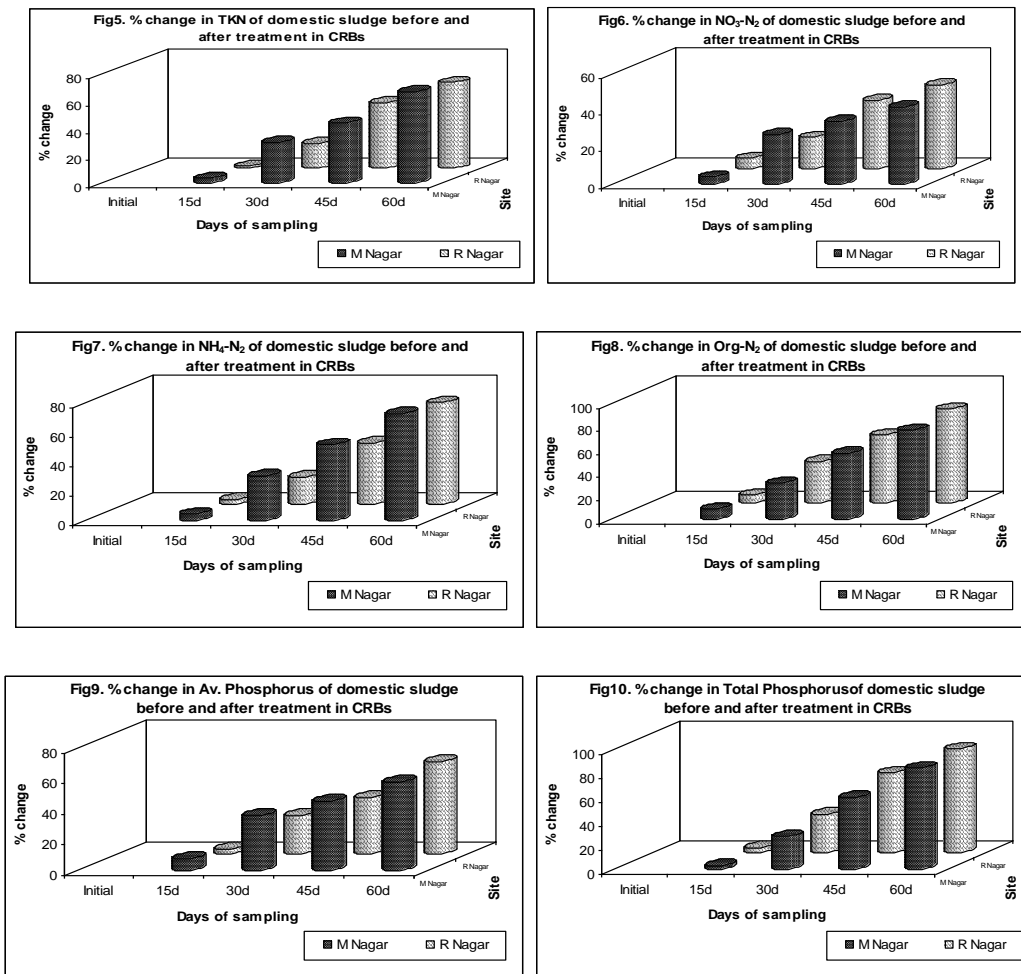 Fig5. % change in TKN of domestic sludge before and
after treatment in CRBs
80
60
40
20
0
% change
Initial 15d 30d 45d 60d
Days of sampling
M Nagar
R Nagar
Site
M Nagar R Nagar
Fig6. % change in NO₃-N₂ of domestic sludge before and
after treatment in CRBs
60
40
20
0
% change
Initial 15d 30d 45d 60d
Days of sampling
M Nagar
R Nagar
Site
M Nagar R Nagar
Fig7. % change in NH₄-N₂ of domestic sludge before and
after treatment in CRBs
80
60
40
20
0
% change
Initial 15d 30d 45d 60d
Days of sampling
M Nagar
R Nagar
Site
M Nagar R Nagar
Fig8. % change in Org-N₂ of domestic sludge before and
after treatment in CRBs
100
80
60
40
20
0
% change
Initial 15d 30d 45d 60d
Days of sampling
M Nagar
R Nagar
Site
M Nagar R Nagar
Fig9. % change in Av. Phosphorus of domestic sludge
before and after treatment in CRBs
80
60
40
20
0
% change
Initial 15d 30d 45d 60d
Days of sampling
M Nagar
R Nagar
Site
M Nagar R Nagar
Fig10. % change in Total Phosphorusof domestic sludge
before and after treatment in CRBs
100
80
60
40
20
0
% change
Initial 15d 30d 45d 60d
Days of sampling
M Nagar
R Nagar
Site
M Nagar R Nagar